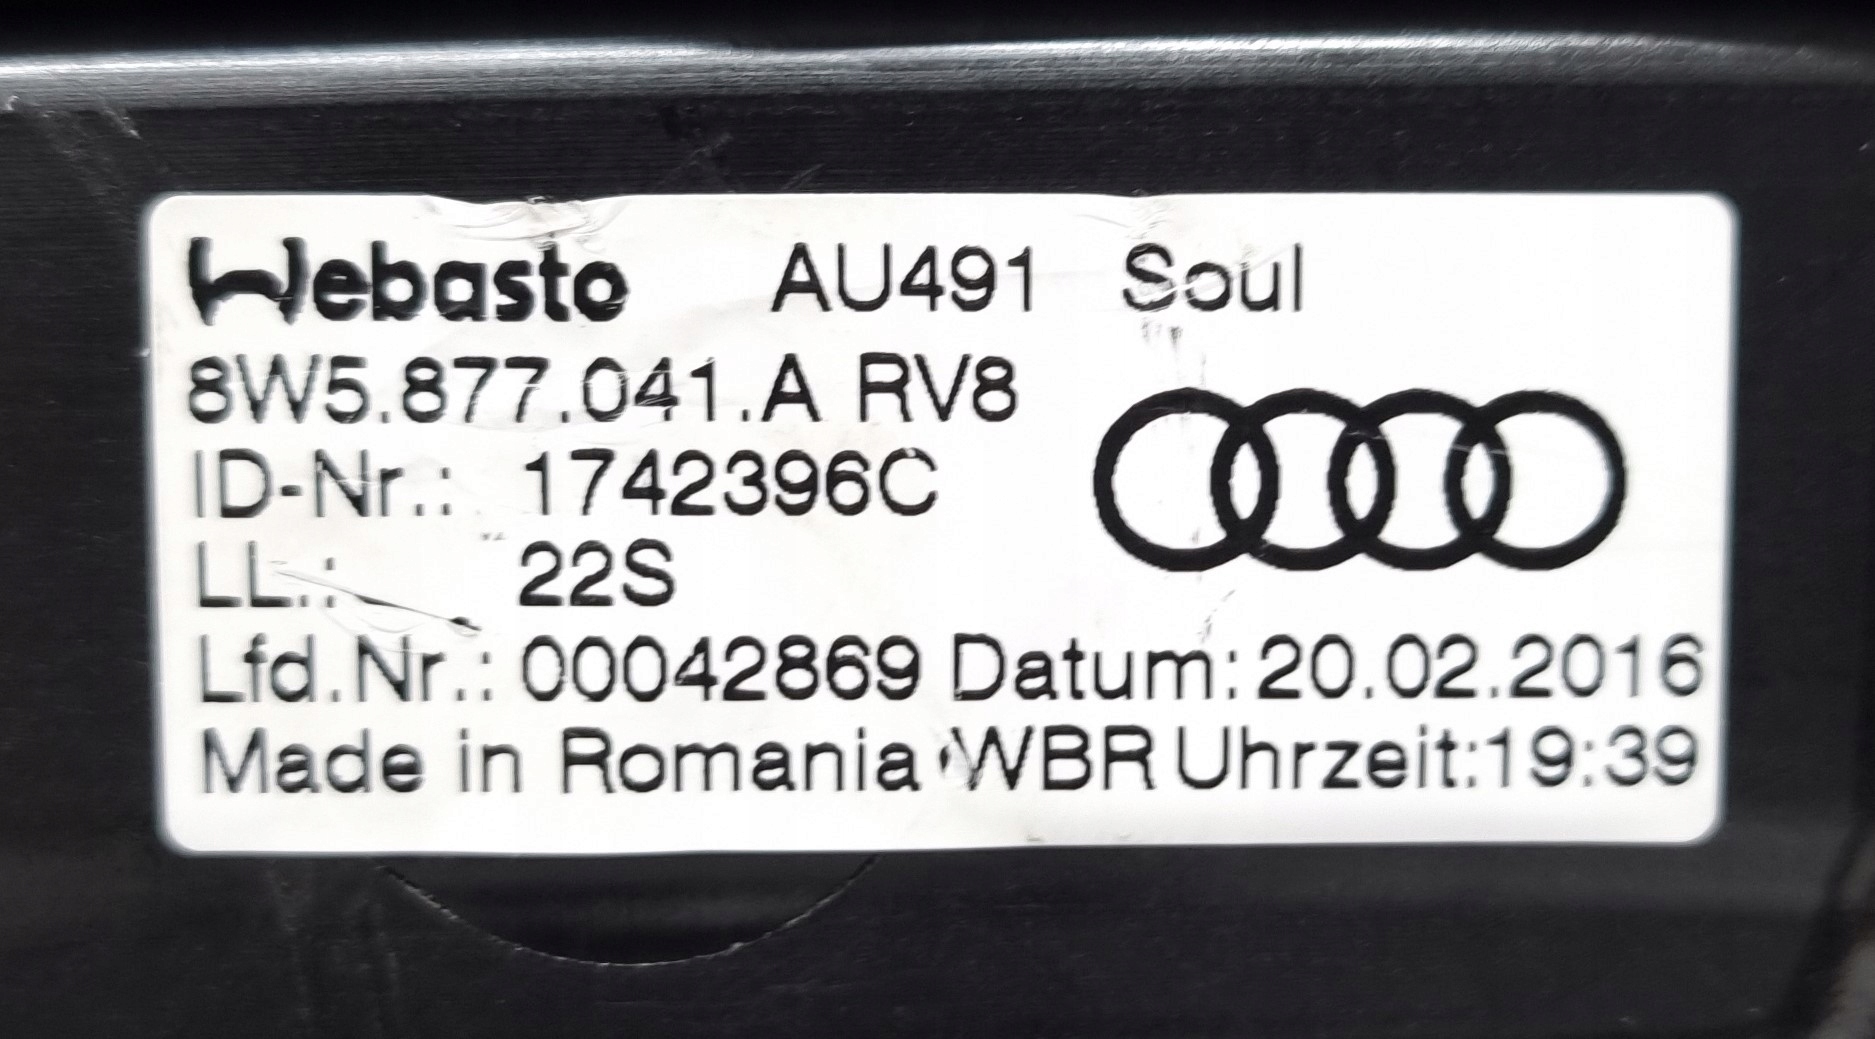 Webasto AU491 Soul
8W5.877.041.A RV8
ID-Nr.: 1742396C
LL.: 22S
Lfd.Nr.: 00042869 Datum: 20.02.2016
Made in Romania WBR Uhrzeit:19:39